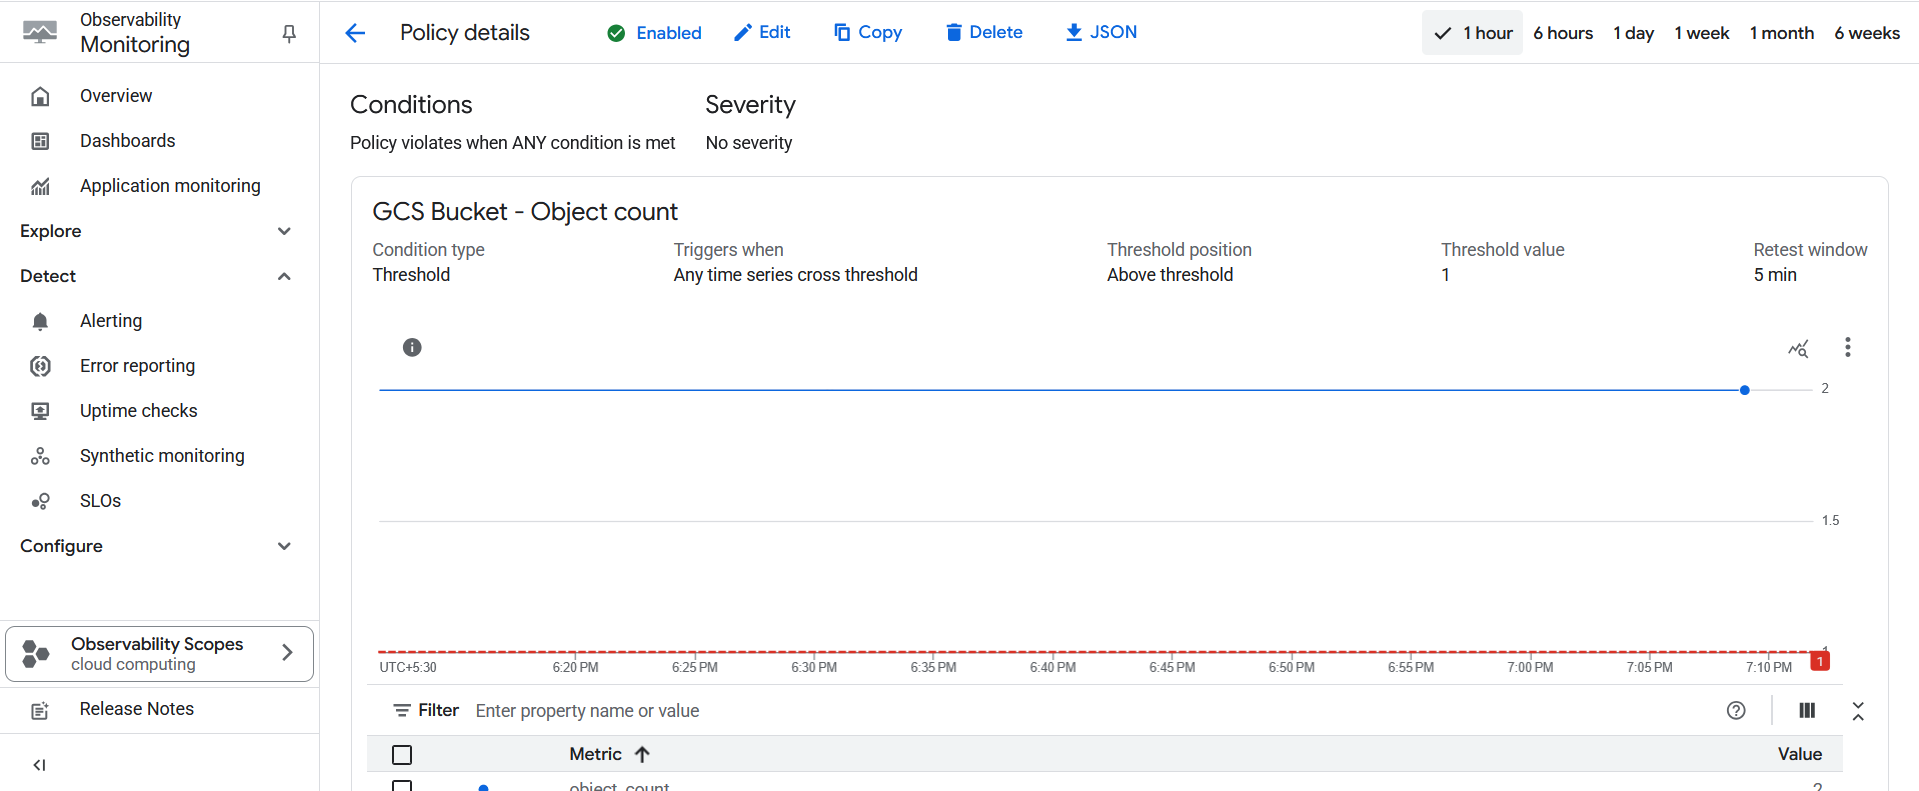 Observability
Monitoring
Policy details
Enabled
Edit
Copy
Delete
JSON
1 hour
6 hours
1 day
1 week
1 month
6 weeks
Overview
Dashboards
Application monitoring
Explore
Detect
Alerting
Error reporting
Uptime checks
Synthetic monitoring
SLOs
Configure
Observability Scopes
cloud computing
Release Notes
Conditions
Policy violates when ANY condition is met
Severity
No severity
GCS Bucket - Object count
Condition type
Threshold
Triggers when
Any time series cross threshold
Threshold position
Above threshold
Threshold value
1
Retest window
5 min
2
1.5
1
1
UTC+5:30
6:20 PM
6:25 PM
6:30 PM
6:35 PM
6:40 PM
6:45 PM
6:50 PM
6:55 PM
7:00 PM
7:05 PM
7:10 PM
Filter
Enter property name or value
Metric
Value
object_count
2